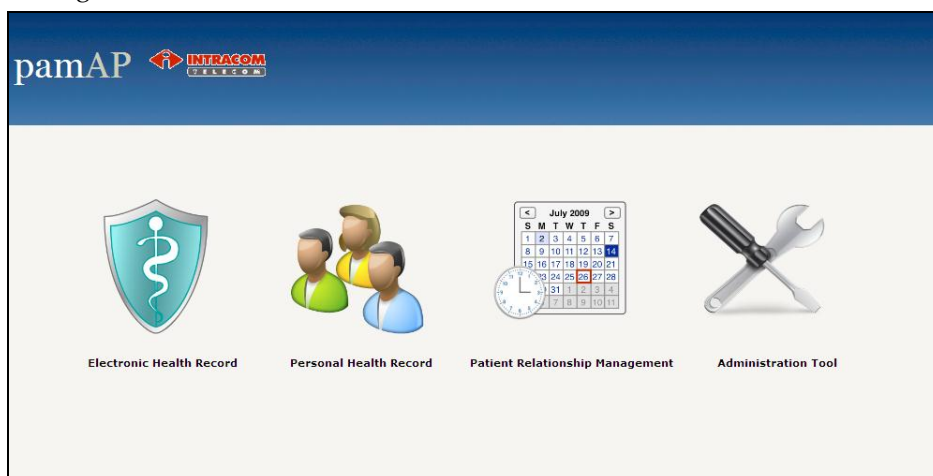 pamAP INTRACOM
TELECOM
< July 2009 >
S M T W T F S
1 2 3 4 5 6 7
8 9 10 11 12 13 14
15 16 17 18 19 20 21
23 24 25 26 27 28
31 1 2 3 4
7 8 9 10 11
Electronic Health Record Personal Health Record Patient Relationship Management Administration Tool